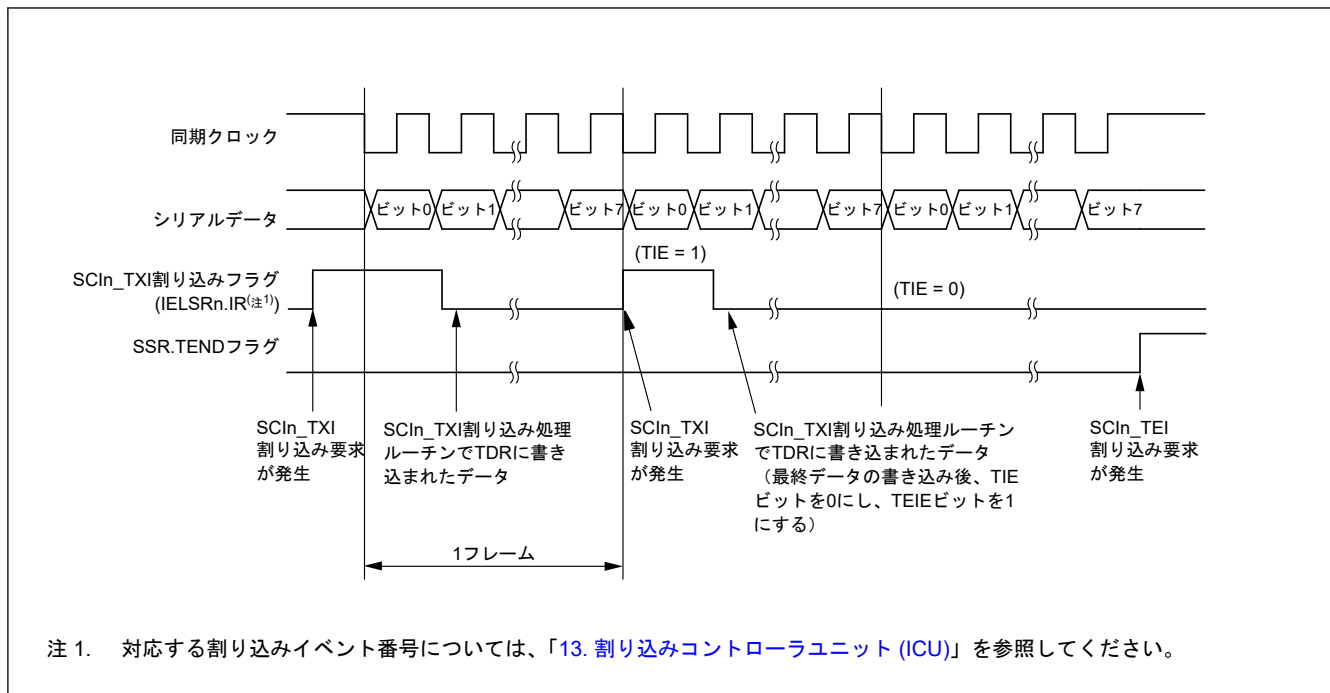 同期クロック
シリアルデータ
ビット0 ビット1 ビット7 ビット0 ビット1 ビット7 ビット0 ビット1 ビット7
SCIn_TXI割り込みフラグ
(IELSRn.IR(注1))
(TIE = 1)
(TIE = 0)
SSR.TENDフラグ
SCIn_TXI
割り込み要求
が発生
SCIn_TXI割り込み処理
ルーチンでTDRに書き
込まれたデータ
SCIn_TXI
割り込み要求
が発生
SCIn_TXI割り込み処理ルーチン
でTDRに書き込まれたデータ
（最終データの書き込み後、TIE
ビットを0にし、TEIEビットを1
にする）
SCIn_TEI
割り込み要求
が発生
1フレーム
注 1. 対応する割り込みイベント番号については、「13. 割り込みコントローラユニット (ICU)」を参照してください。